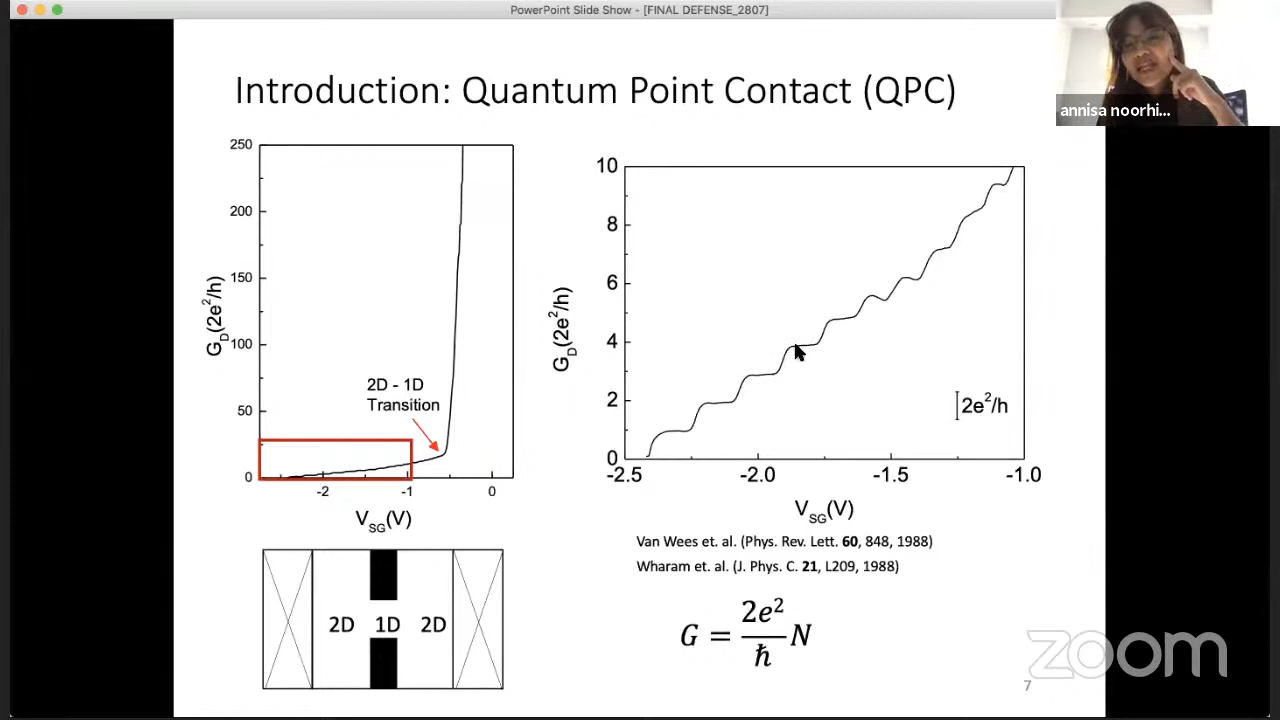 PowerPoint Slide Show - [FINAL DEFENSE_2807]
annisa noorhi...
Introduction: Quantum Point Contact (QPC)
250
200
150
100
50
0
G_D(2e²/h)
2D - 1D
Transition
-2
-1
0
V_SG(V)
10
8
6
4
2
0
G_D(2e²/h)
2e²/h
-2.5
-2.0
-1.5
-1.0
V_SG(V)
Van Wees et. al. (Phys. Rev. Lett. 60, 848, 1988)
Wharam et. al. (J. Phys. C. 21, L209, 1988)
2D 1D 2D
G = 2e²/ħ N
zoom
7